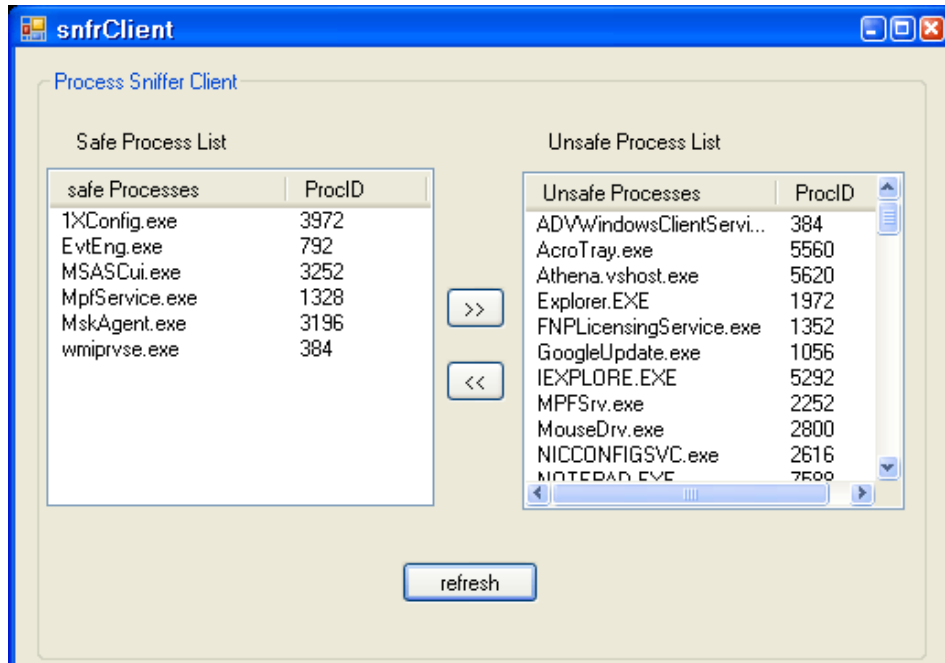 snfrClient
Process Sniffer Client
Safe Process List
safe Processes ProcID
1XConfig.exe 3972
EvtEng.exe 792
MSASCui.exe 3252
MpfService.exe 1328
MskAgent.exe 3196
wmiprvse.exe 384
>>
<<
Unsafe Process List
Unsafe Processes ProcID
ADVWindowsClientServi... 384
AcroTray.exe 5560
Athena.vshost.exe 5620
Explorer.EXE 1972
FNPLicensingService.exe 1352
GoogleUpdate.exe 1056
IEXPLORE.EXE 5292
MPFSrv.exe 2252
MouseDrv.exe 2800
NICCONFIGSVC.exe 2616
NOTEPAD.EXE
refresh